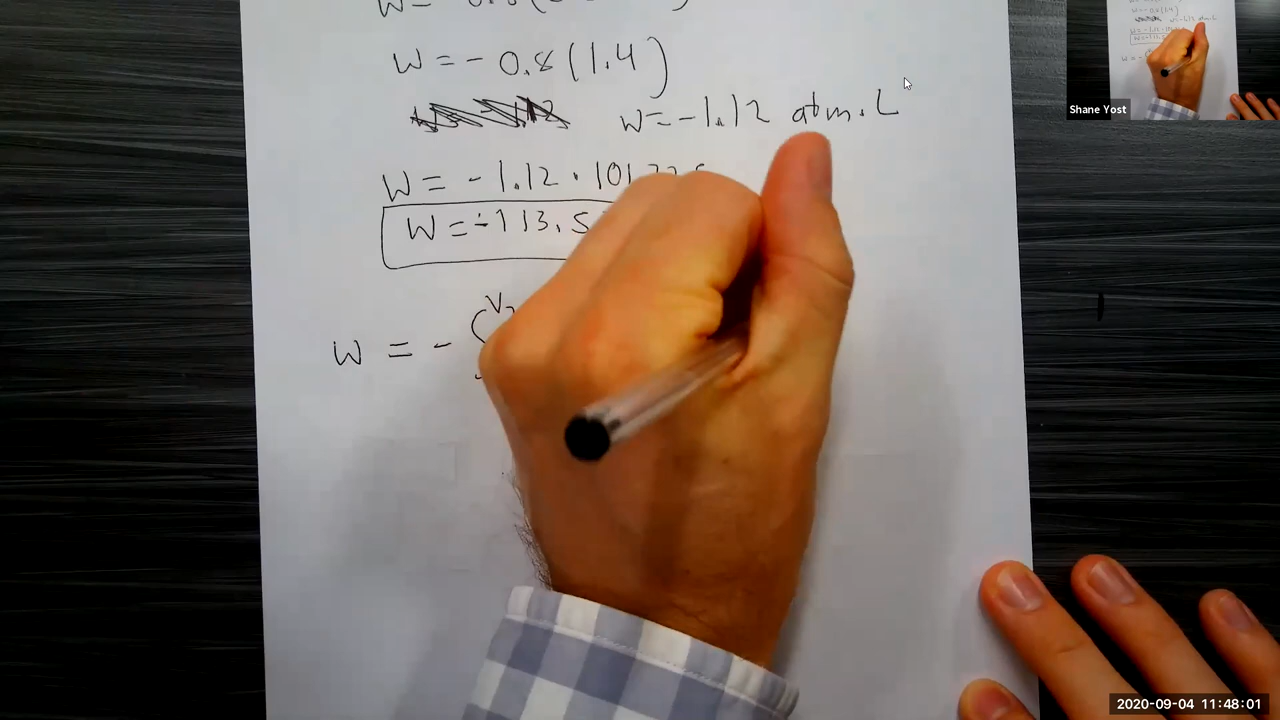 W = - 0.8 (1.4)
W = -1.12 atm. L
W = - 1.12 · 101.325
W = -113.5
W = -
Shane Yost
2020-09-04 11:48:01